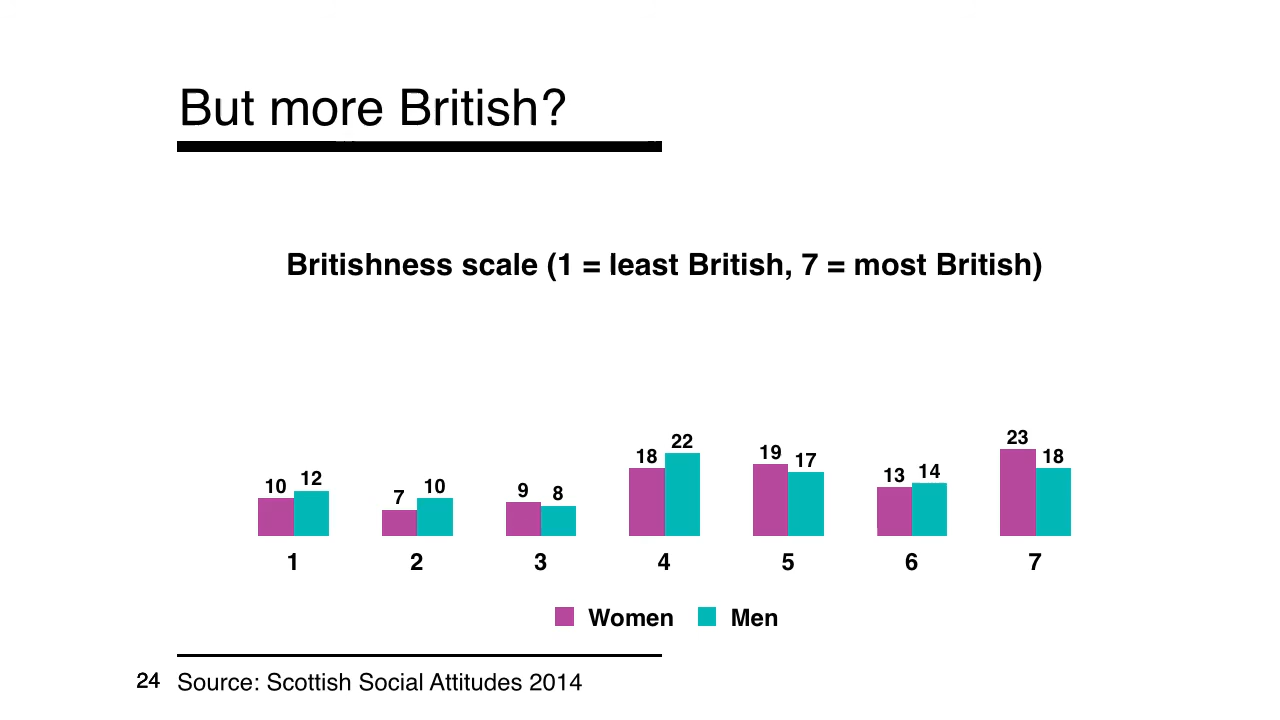 But more British?
Britishness scale (1 = least British, 7 = most British)
10 12 7 10 9 8 18 22 19 17 13 14 23 18
1 2 3 4 5 6 7
Women Men
24 Source: Scottish Social Attitudes 2014